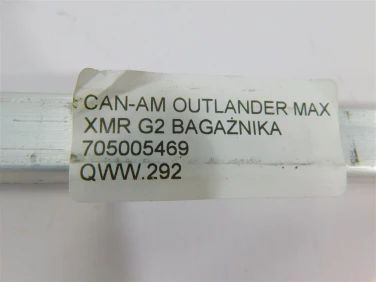 CAN-AM OUTLANDER MAX
XMR G2 BAGAŻNIKA
705005469
QWW.292